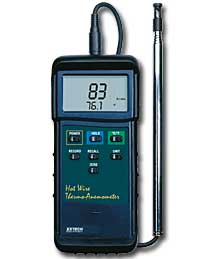 83
76.1
POWER HOLD °C/°F
RECORD RECALL UNIT
ZERO
Hot Wire
Thermo-Anemometer
EXTECH